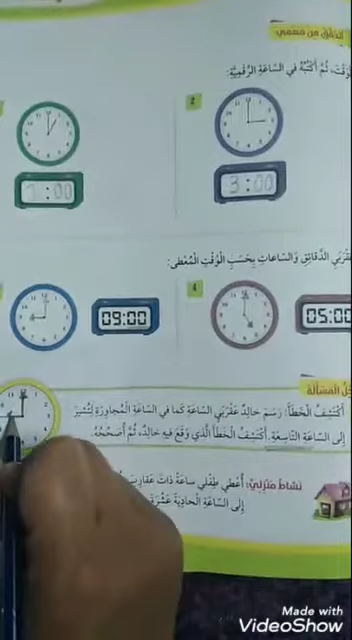 أتحقق من فهمي
الوقت، ثم أكتبه في الساعة الرقمية:
2
3:00
1:00
عقربي الدقائق والساعات بحسب الوقت المعطى:
4
05:00
09:00
حل المسألة
أكتشف الخطأ: رسم خالد عقربي الساعة كما في الساعة المجاورة لتشير
إلى الساعة التاسعة. أكتشف الخطأ الذي وقع فيه خالد، ثم أصححه.
نشاط منزلي: أعطي طفلي ساعة ذات عقارب
إلى الساعة الحادية عشرة
Made with
VideoShow